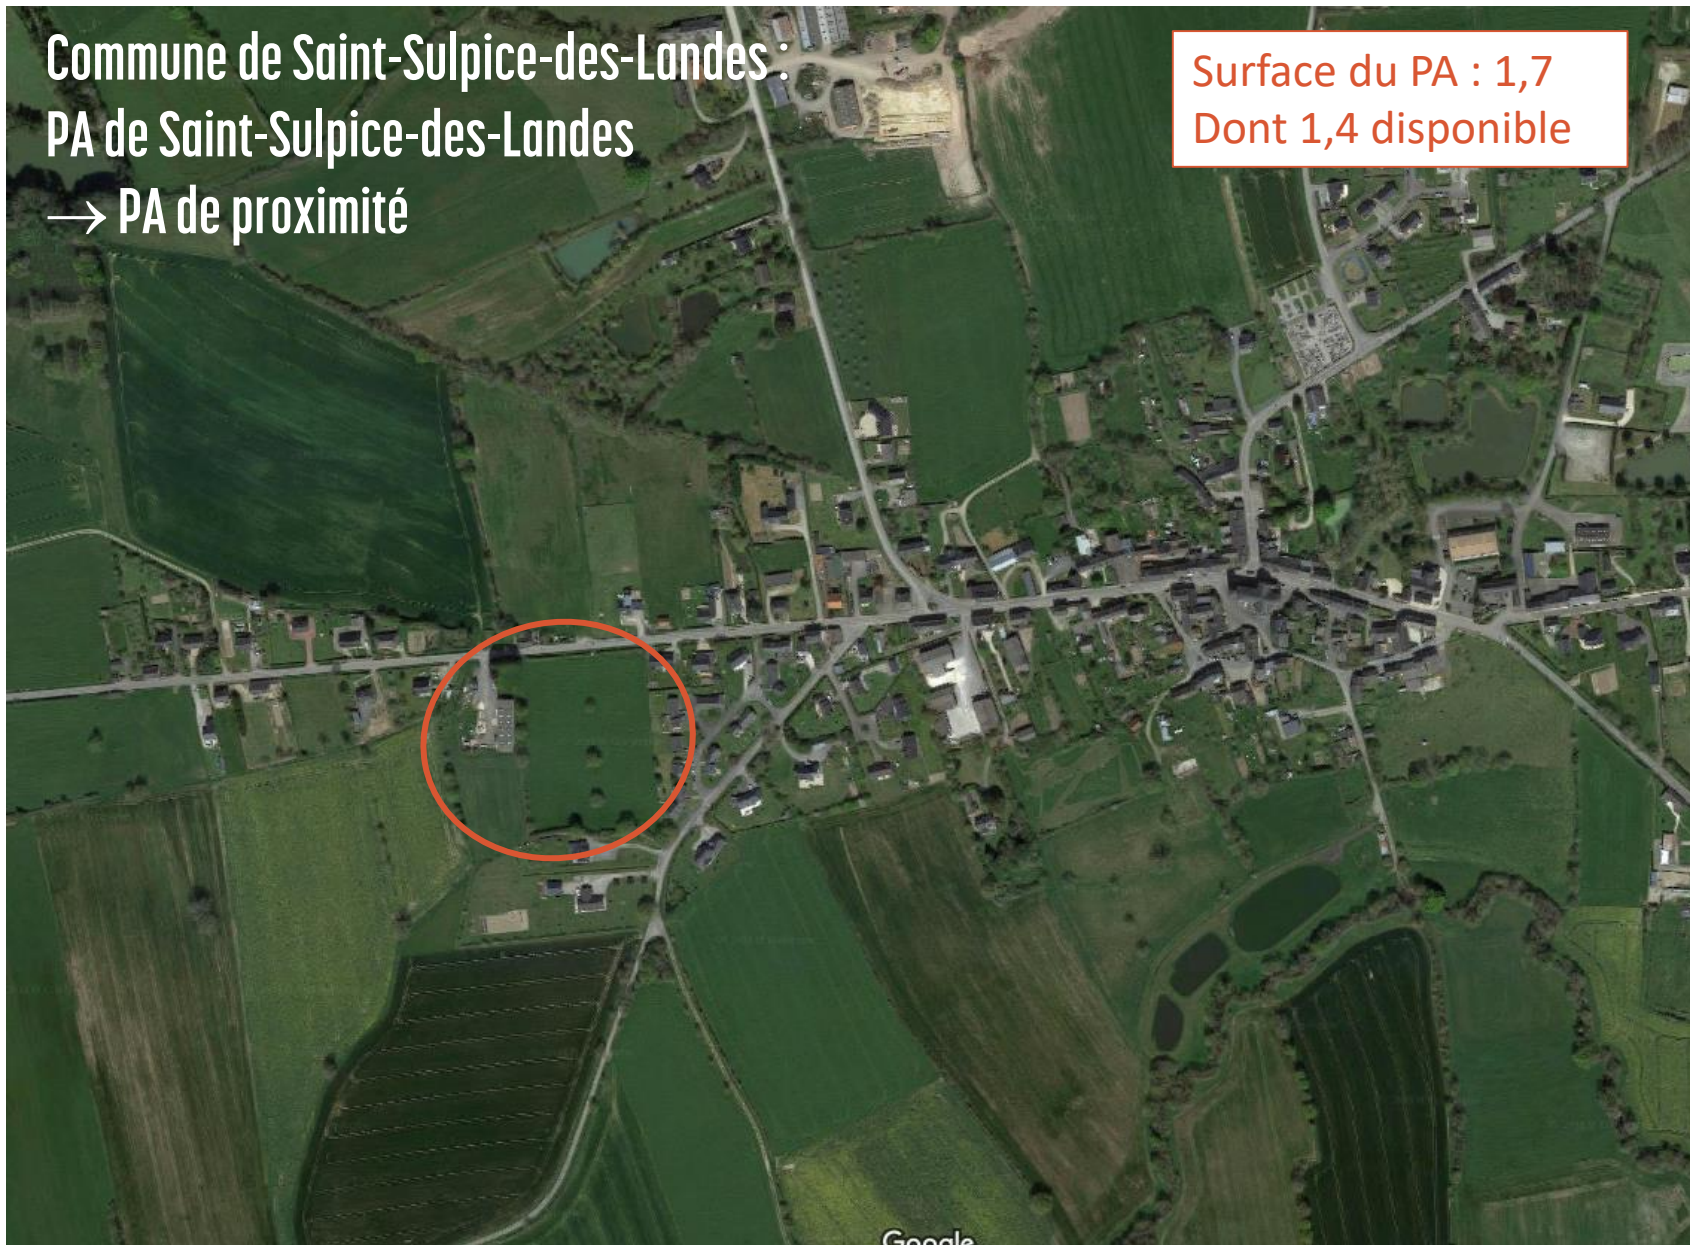 Commune de Saint-Sulpice-des-Landes :
PA de Saint-Sulpice-des-Landes
→ PA de proximité
Surface du PA : 1,7
Dont 1,4 disponible
Google